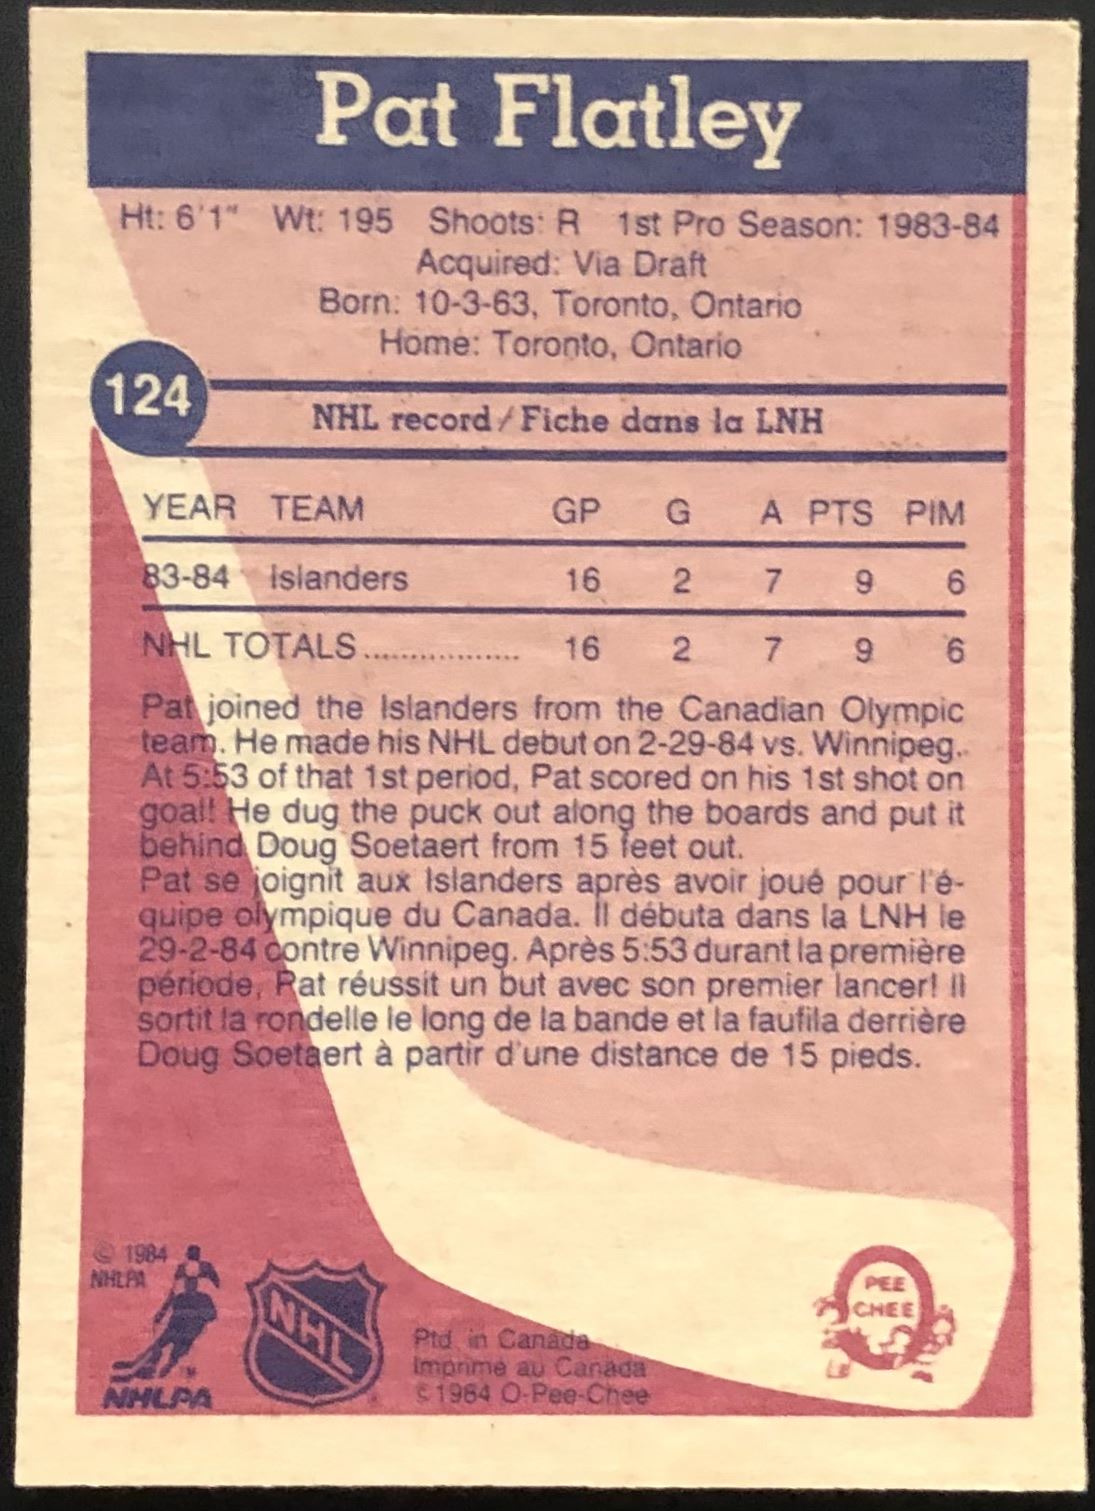 Pat Flatley
Ht: 6'1" Wt: 195 Shoots: R 1st Pro Season: 1983-84
Acquired: Via Draft
Born: 10-3-63, Toronto, Ontario
Home: Toronto, Ontario
124
NHL record / Fiche dans la LNH
YEAR TEAM GP G A PTS PIM
83-84 Islanders 16 2 7 9 6
NHL TOTALS................. 16 2 7 9 6
Pat joined the Islanders from the Canadian Olympic
team. He made his NHL debut on 2-29-84 vs. Winnipeg.
At 5:53 of that 1st period, Pat scored on his 1st shot on
goal! He dug the puck out along the boards and put it
behind Doug Soetaert from 15 feet out.
Pat se joignit aux Islanders après avoir joué pour l'é-
quipe olympique du Canada. Il débuta dans la LNH le
29-2-84 contre Winnipeg. Après 5:53 durant la première
période, Pat réussit un but avec son premier lancer! Il
sortit la rondelle le long de la bande et la faufila derrière
Doug Soetaert à partir d'une distance de 15 pieds.
© 1984
NHLPA
NHLPA
NHL
Ptd. in Canada
Imprimé au Canada
© 1984 O-Pee-Chee
PEE
CHEE